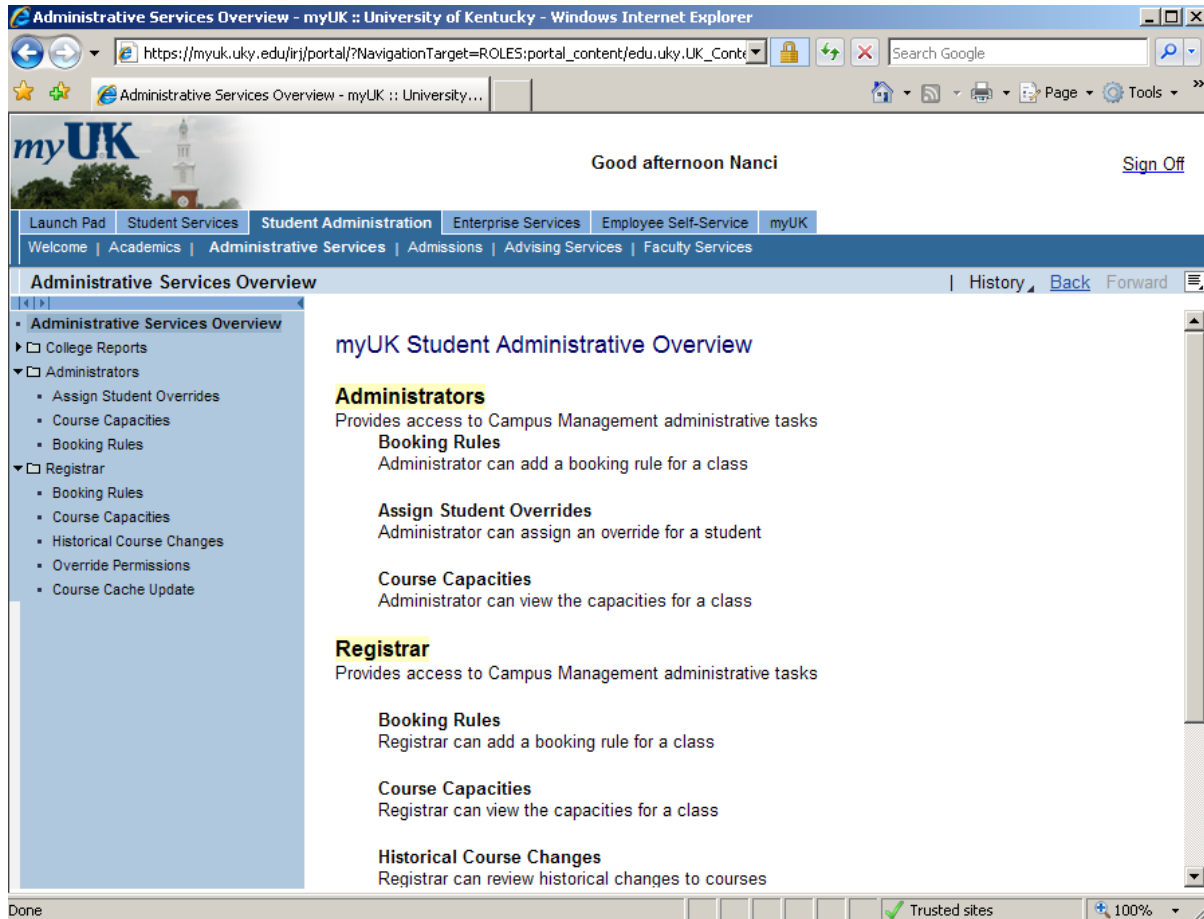 Administrative Services Overview - myUK :: University of Kentucky - Windows Internet Explorer
https://myuk.uky.edu/irj/portal/?NavigationTarget=ROLES:portal_content/edu.uky.UK_Conte
Search Google
Administrative Services Overview - myUK :: University...
Page
Tools
»
myUK
Good afternoon Nanci
Sign Off
Launch Pad Student Services Student Administration Enterprise Services Employee Self-Service myUK
Welcome | Academics | Administrative Services | Admissions | Advising Services | Faculty Services
Administrative Services Overview
| History Back Forward
Administrative Services Overview
College Reports
Administrators
Assign Student Overrides
Course Capacities
Booking Rules
Registrar
Booking Rules
Course Capacities
Historical Course Changes
Override Permissions
Course Cache Update
myUK Student Administrative Overview
Administrators
Provides access to Campus Management administrative tasks
Booking Rules
Administrator can add a booking rule for a class
Assign Student Overrides
Administrator can assign an override for a student
Course Capacities
Administrator can view the capacities for a class
Registrar
Provides access to Campus Management administrative tasks
Booking Rules
Registrar can add a booking rule for a class
Course Capacities
Registrar can view the capacities for a class
Historical Course Changes
Registrar can review historical changes to courses
Done
Trusted sites
100%